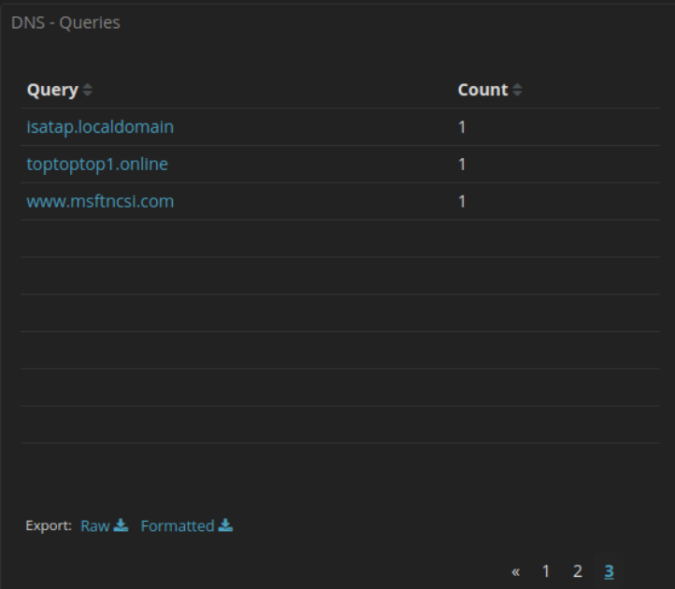 DNS - Queries
Query Count
isatap.localdomain 1
toptoptop1.online 1
www.msftncsi.com 1
Export: Raw Formatted
« 1 2 3